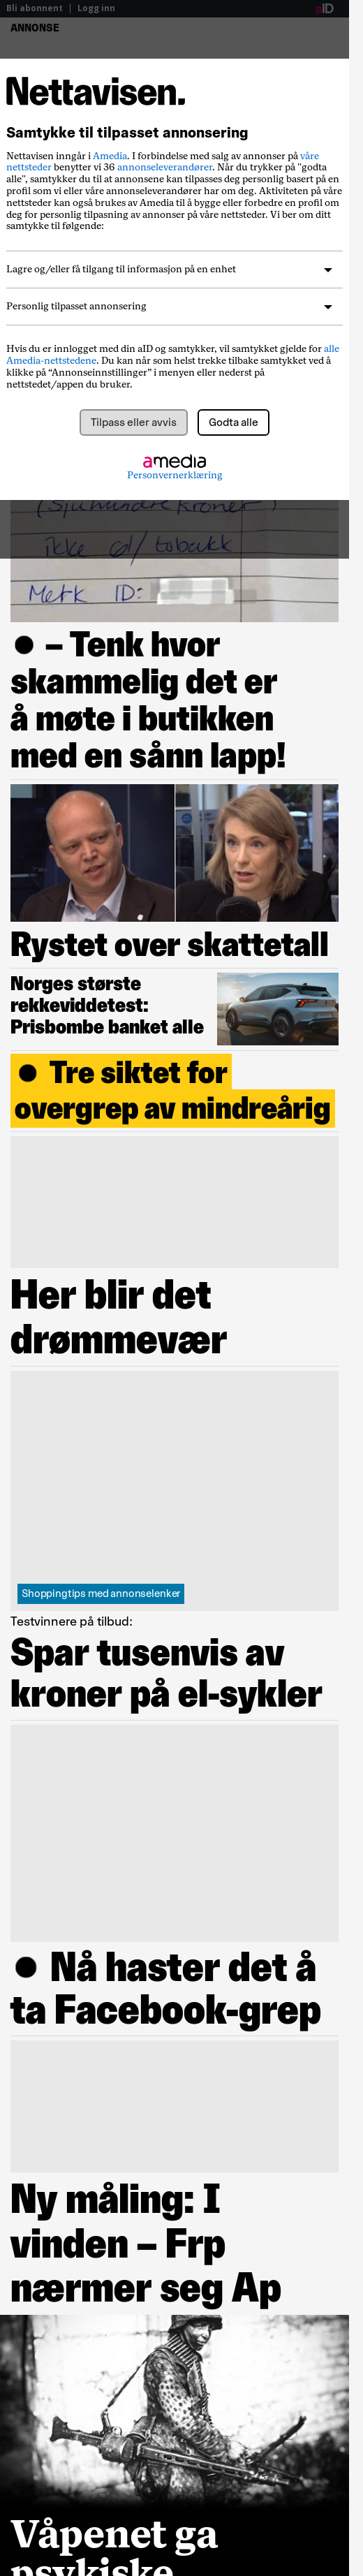 Bli abonnent | Logg inn
aID
ANNONSE
Nettavisen.
Samtykke til tilpasset annonsering
Nettavisen inngår i Amedia. I forbindelse med salg av annonser på våre
nettsteder benytter vi 36 annonseleverandører. Når du trykker på "godta
alle", samtykker du til at annonsene kan tilpasses deg personlig basert på en
profil som vi eller våre annonseleverandører har om deg. Aktiviteten på våre
nettsteder kan også brukes av Amedia til å bygge eller forbedre en profil om
deg for personlig tilpasning av annonser på våre nettsteder. Vi ber om ditt
samtykke til følgende:
Lagre og/eller få tilgang til informasjon på en enhet
Personlig tilpasset annonsering
Hvis du er innlogget med din aID og samtykker, vil samtykket gjelde for alle
Amedia-nettstedene. Du kan når som helst trekke tilbake samtykket ved å
klikke på “Annonseinnstillinger” i menyen eller nederst på
nettstedet/appen du bruker.
Tilpass eller avvis
Godta alle
amedia
Personvernerklæring
(Sjuhundre kroner)
ikke til tobakk
Merk ID:
● – Tenk hvor
skammelig det er
å møte i butikken
med en sånn lapp!
Rystet over skattetall
Norges største
rekkeviddetest:
Prisbombe banket alle
● Tre siktet for
overgrep av mindreårig
Her blir det
drømmevær
Shoppingtips med annonselenker
Testvinnere på tilbud:
Spar tusenvis av
kroner på el-sykler
● Nå haster det å
ta Facebook-grep
Ny måling: I
vinden – Frp
nærmer seg Ap
Våpenet ga
psykiske